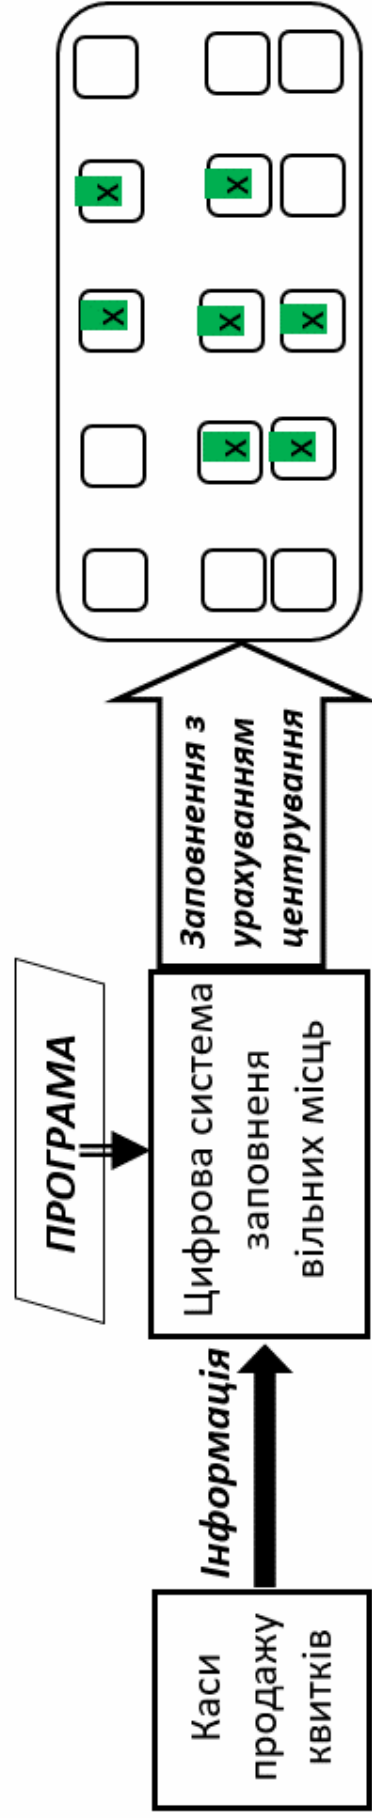 ПРОГРАМА
Каси
продажу
квитків
Інформація
Цифрова система
заповненя
вільних місць
Заповнення з
урахуванням
центрування
X X
X X X
X X